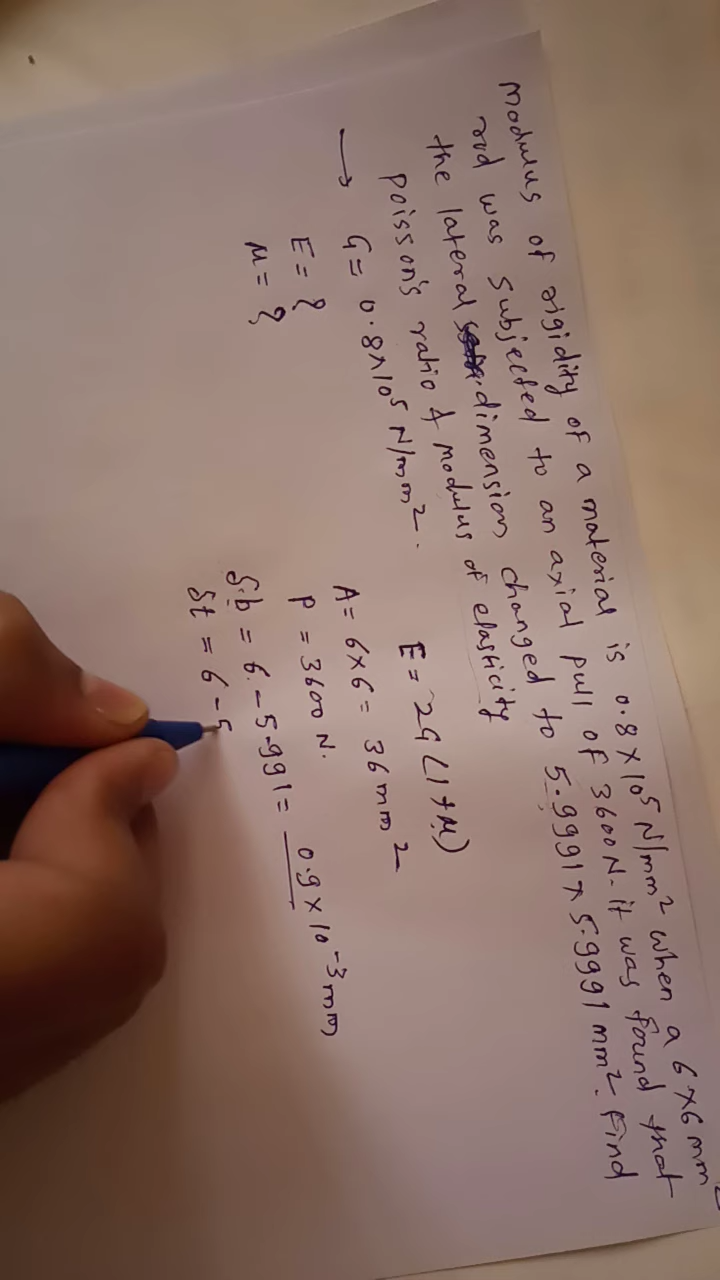 Modulus of rigidity of a material is 0.8×10⁵ N/mm² when a 6×6 mm²
rod was subjected to an axial pull of 3600 N. it was found that
the lateral dimension changed to 5.9991×5.9991 mm². Find
poisson's ratio & modulus of elasticity
→ G = 0.8×10⁵ N/mm².
E = ?
μ = ?
E = 2G (1+μ)
A = 6×6 = 36 mm²
P = 3600 N.
δb = 6 - 5.991 = 0.9×10⁻³ mm
δt = 6 - 5